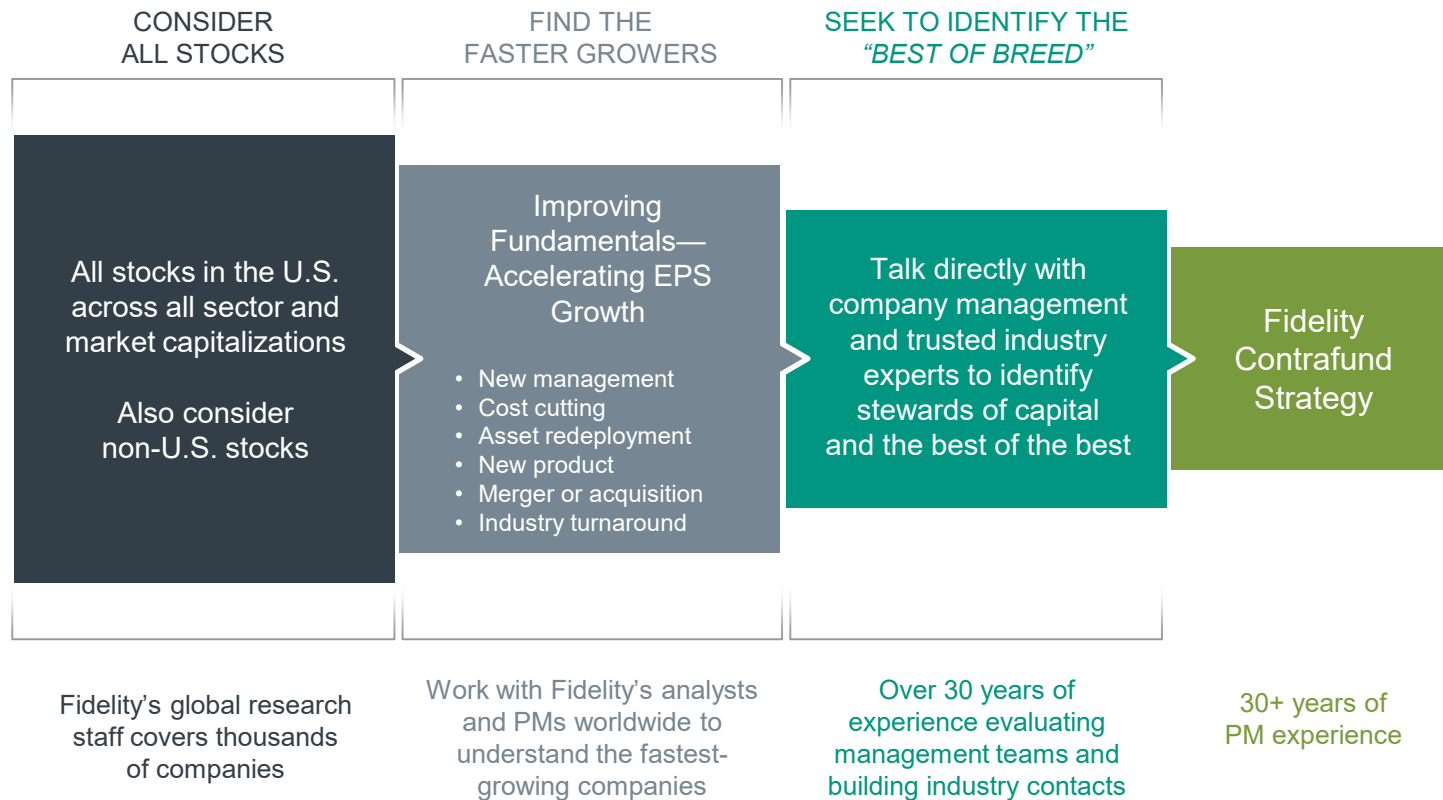 CONSIDER
ALL STOCKS
FIND THE
FASTER GROWERS
SEEK TO IDENTIFY THE
“BEST OF BREED”
All stocks in the U.S.
across all sector and
market capitalizations
Also consider
non-U.S. stocks
Improving
Fundamentals—
Accelerating EPS
Growth
• New management
• Cost cutting
• Asset redeployment
• New product
• Merger or acquisition
• Industry turnaround
Talk directly with
company management
and trusted industry
experts to identify
stewards of capital
and the best of the best
Fidelity
Contrafund
Strategy
Fidelity’s global research
staff covers thousands
of companies
Work with Fidelity’s analysts
and PMs worldwide to
understand the fastest-
growing companies
Over 30 years of
experience evaluating
management teams and
building industry contacts
30+ years of
PM experience